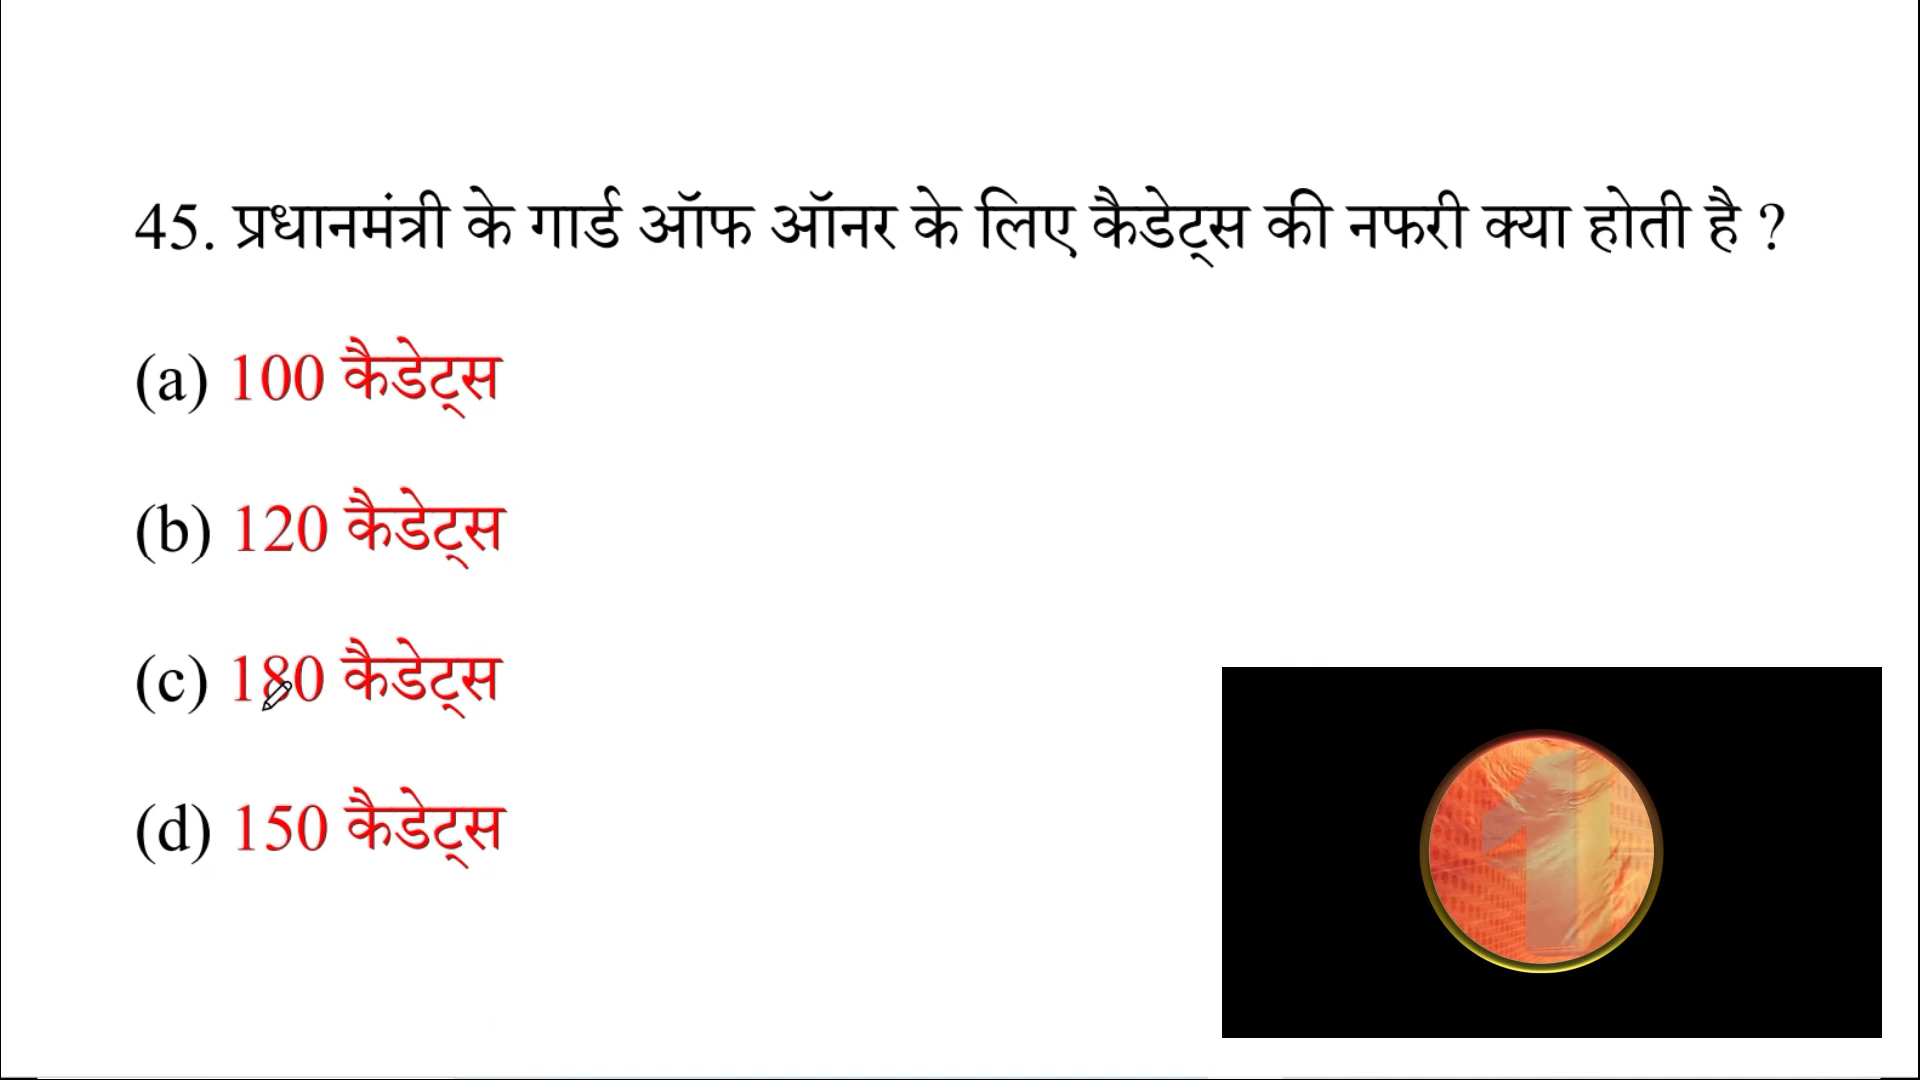 45. प्रधानमंत्री के गार्ड ऑफ ऑनर के लिए कैडेट्स की नफरी क्या होती है ?
(a) 100 कैडेट्स
(b) 120 कैडेट्स
(c) 180 कैडेट्स
(d) 150 कैडेट्स
1